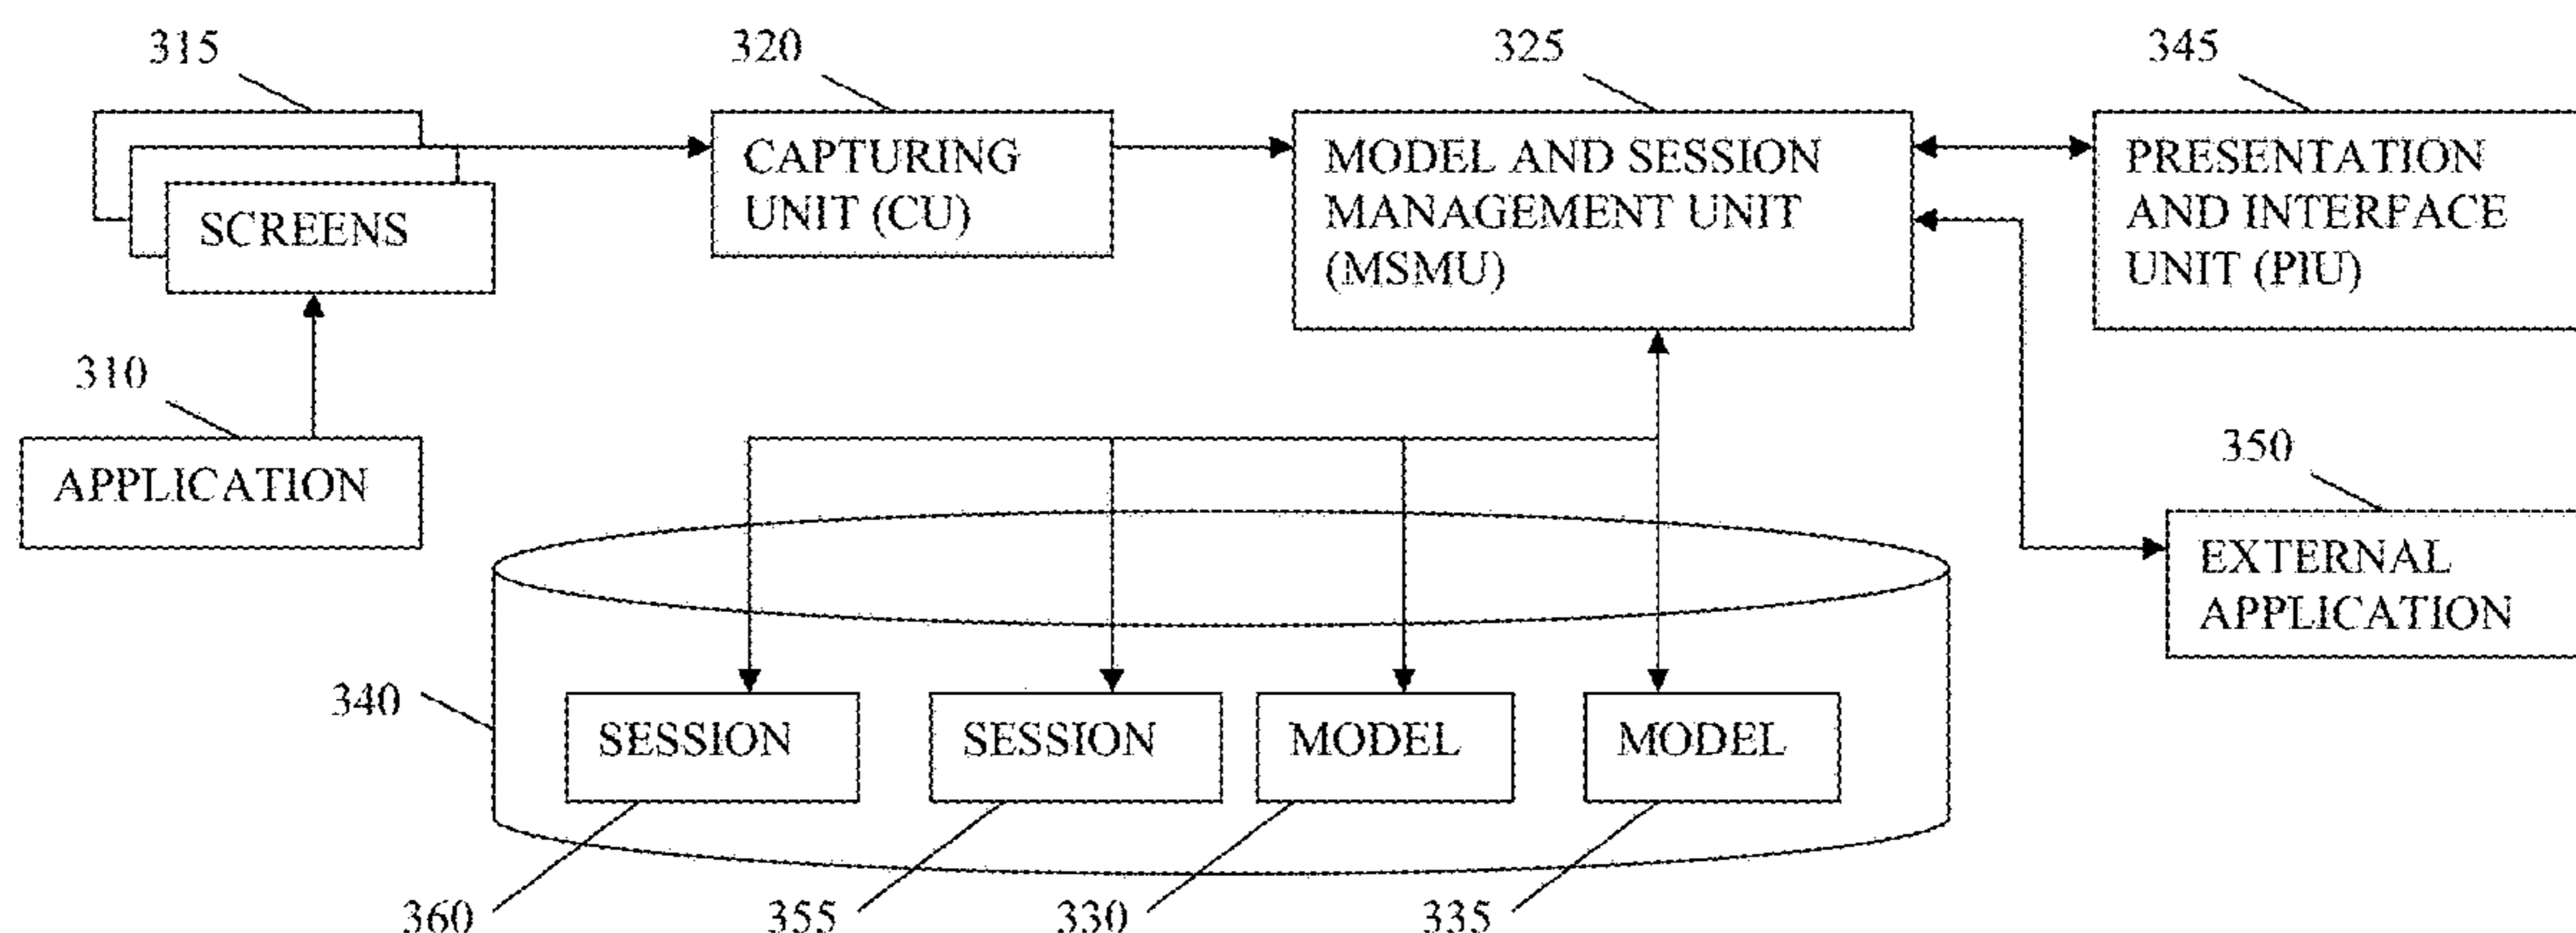 315
320
325
345
SCREENS
CAPTURING
UNIT (CU)
MODEL AND SESSION
MANAGEMENT UNIT
(MSMU)
PRESENTATION
AND INTERFACE
UNIT (PIU)
310
APPLICATION
350
EXTERNAL
APPLICATION
340
SESSION
SESSION
MODEL
MODEL
360
355
330
335